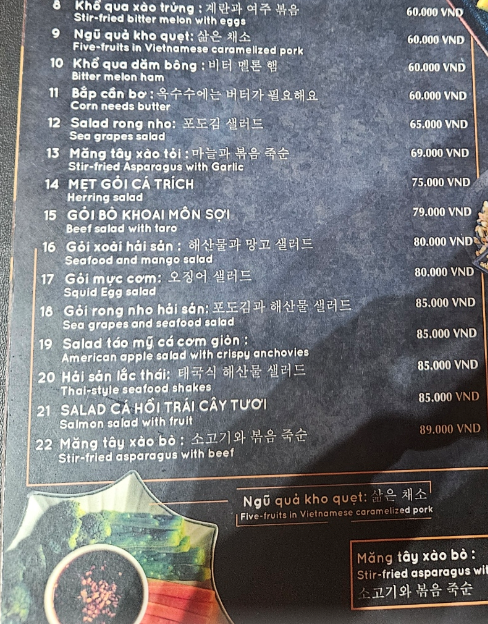 8 Khổ qua xào trứng : 계란과 여주 볶음 60.000 VND
Stir-fried bitter melon with eggs
9 Ngũ quả kho quẹt: 삶은 채소 60.000 VND
Five-fruits in Vietnamese caramelized pork
10 Khổ qua dăm bông : 비터 멜론 햄 60.000 VND
Bitter melon ham
11 Bắp cần bơ : 옥수수에는 버터가 필요해요 60.000 VND
Corn needs butter
12 Salad rong nho: 포도김 샐러드 65.000 VND
Sea grapes salad
13 Măng tây xào tỏi : 마늘과 볶음 죽순 69.000 VND
Stir-fried Asparagus with Garlic
14 MẸT GỎI CÁ TRÍCH 75.000 VND
Herring salad
15 GỎI BÒ KHOAI MÔN SỢI 79.000 VND
Beef salad with taro
16 Gỏi xoài hải sản : 해산물과 망고 샐러드 80.000 VND
Seafood and mango salad
17 Gỏi mực cơm: 오징어 샐러드 80.000 VND
Squid Egg salad
18 Gỏi rong nho hải sản: 포도김과 해산물 샐러드 85.000 VND
Sea grapes and seafood salad
19 Salad táo mỹ cá cơm giòn : 85.000 VND
American apple salad with crispy anchovies
20 Hải sản lắc thái: 태국식 해산물 샐러드 85.000 VND
Thai-style seafood shakes
21 SALAD CÁ HỒI TRÁI CÂY TƯƠI 85.000 VND
Salmon salad with fruit
22 Măng tây xào bò : 소고기와 볶음 죽순 89.000 VND
Stir-fried asparagus with beef
Ngũ quả kho quẹt: 삶은 채소
Five-fruits in Vietnamese caramelized pork
Măng tây xào bò :
Stir-fried asparagus wit
소고기와 볶음 죽순